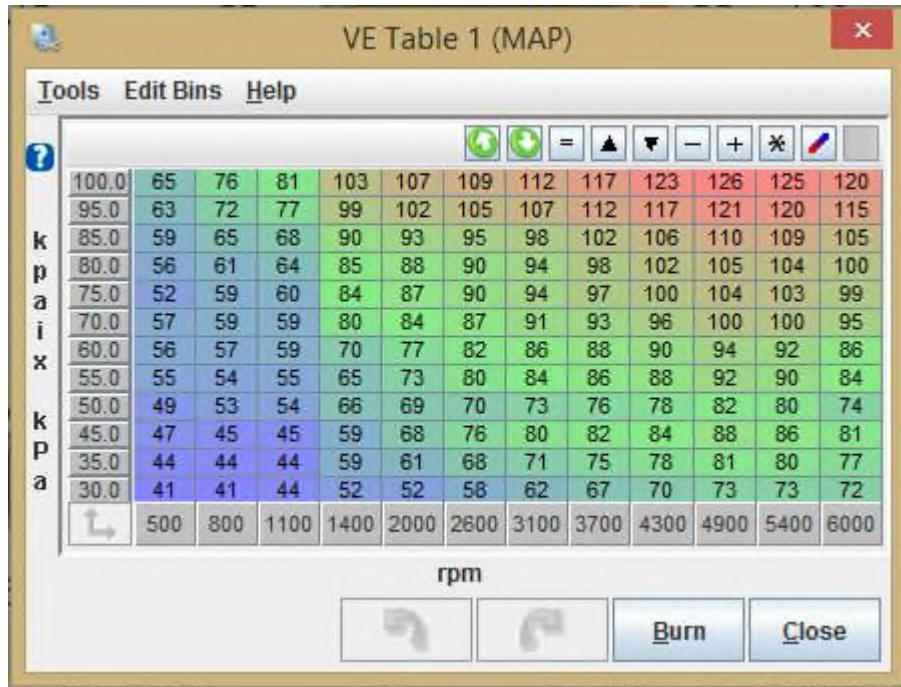 VE Table 1 (MAP)
Tools Edit Bins Help
= - + *
100.0 65 76 81 103 107 109 112 117 123 126 125 120
95.0 63 72 77 99 102 105 107 112 117 121 120 115
85.0 59 65 68 90 93 95 98 102 106 110 109 105
80.0 56 61 64 85 88 90 94 98 102 105 104 100
75.0 52 59 60 84 87 90 94 97 100 104 103 99
70.0 57 59 59 80 84 87 91 93 96 100 100 95
60.0 56 57 59 70 77 82 86 88 90 94 92 86
55.0 55 54 55 65 73 80 84 86 88 92 90 84
50.0 49 53 54 66 69 70 73 76 78 82 80 74
45.0 47 45 45 59 68 76 80 82 84 88 86 81
35.0 44 44 44 59 61 68 71 75 78 81 80 77
30.0 41 41 44 52 52 58 62 67 70 73 73 72
500 800 1100 1400 2000 2600 3100 3700 4300 4900 5400 6000
kpaix kpa
rpm
Burn Close